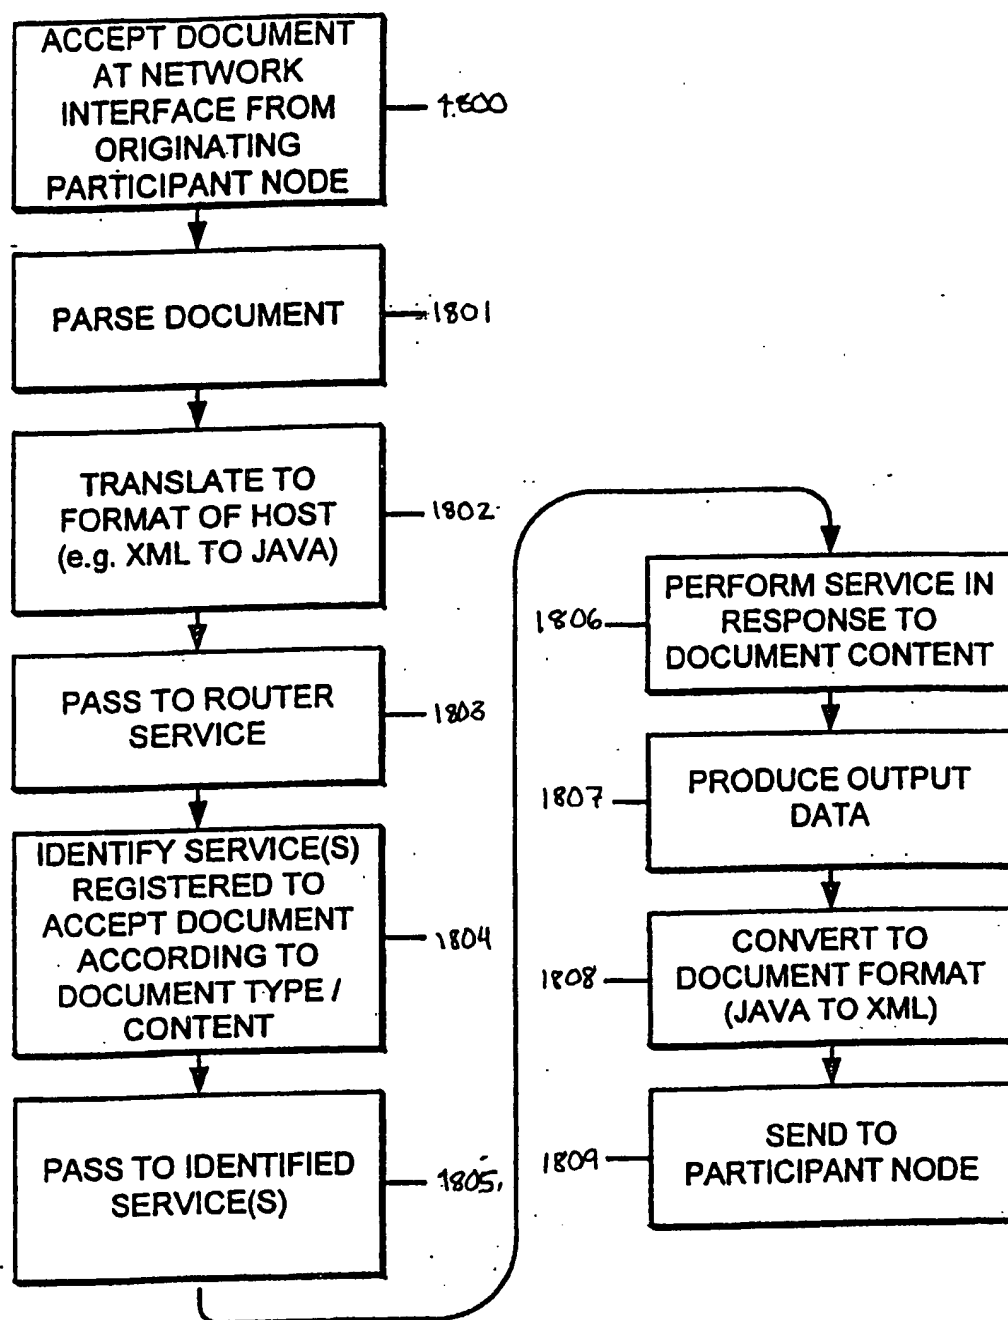 ACCEPT DOCUMENT
AT NETWORK
INTERFACE FROM
ORIGINATING
PARTICIPANT NODE
1800
PARSE DOCUMENT
1801
TRANSLATE TO
FORMAT OF HOST
(e.g. XML TO JAVA)
1802
PASS TO ROUTER
SERVICE
1803
IDENTIFY SERVICE(S)
REGISTERED TO
ACCEPT DOCUMENT
ACCORDING TO
DOCUMENT TYPE /
CONTENT
1804
PASS TO IDENTIFIED
SERVICE(S)
1805
PERFORM SERVICE IN
RESPONSE TO
DOCUMENT CONTENT
1806
PRODUCE OUTPUT
DATA
1807
CONVERT TO
DOCUMENT FORMAT
(JAVA TO XML)
1808
SEND TO
PARTICIPANT NODE
1809